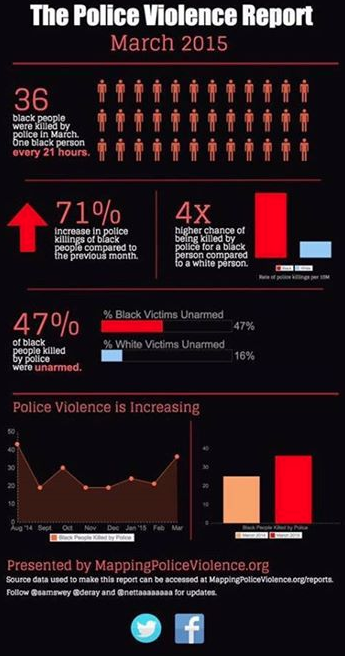 The Police Violence Report
March 2015
36
black people
were killed by
police in March.
One black person
every 21 hours.
71%
increase in police
killings of black
people compared to
the previous month.
4x
higher chance of
being killed by
police for a black
person compared
to a white person.
Black White
Rate of police killings per 10M
47%
of black
people killed
by police
were unarmed.
% Black Victims Unarmed
47%
% White Victims Unarmed
16%
Police Violence is Increasing
50
40
30
20
10
0
Aug '14 Sept Oct Nov Dec Jan '15 Feb Mar
Black People Killed by Police
40
30
20
10
0
Black People Killed by Police
March 2014 March 2015
Presented by MappingPoliceViolence.org
Source data used to make this report can be accessed at MappingPoliceViolence.org/reports.
Follow @samswey @deray and @nettaaaaaaaa for updates.